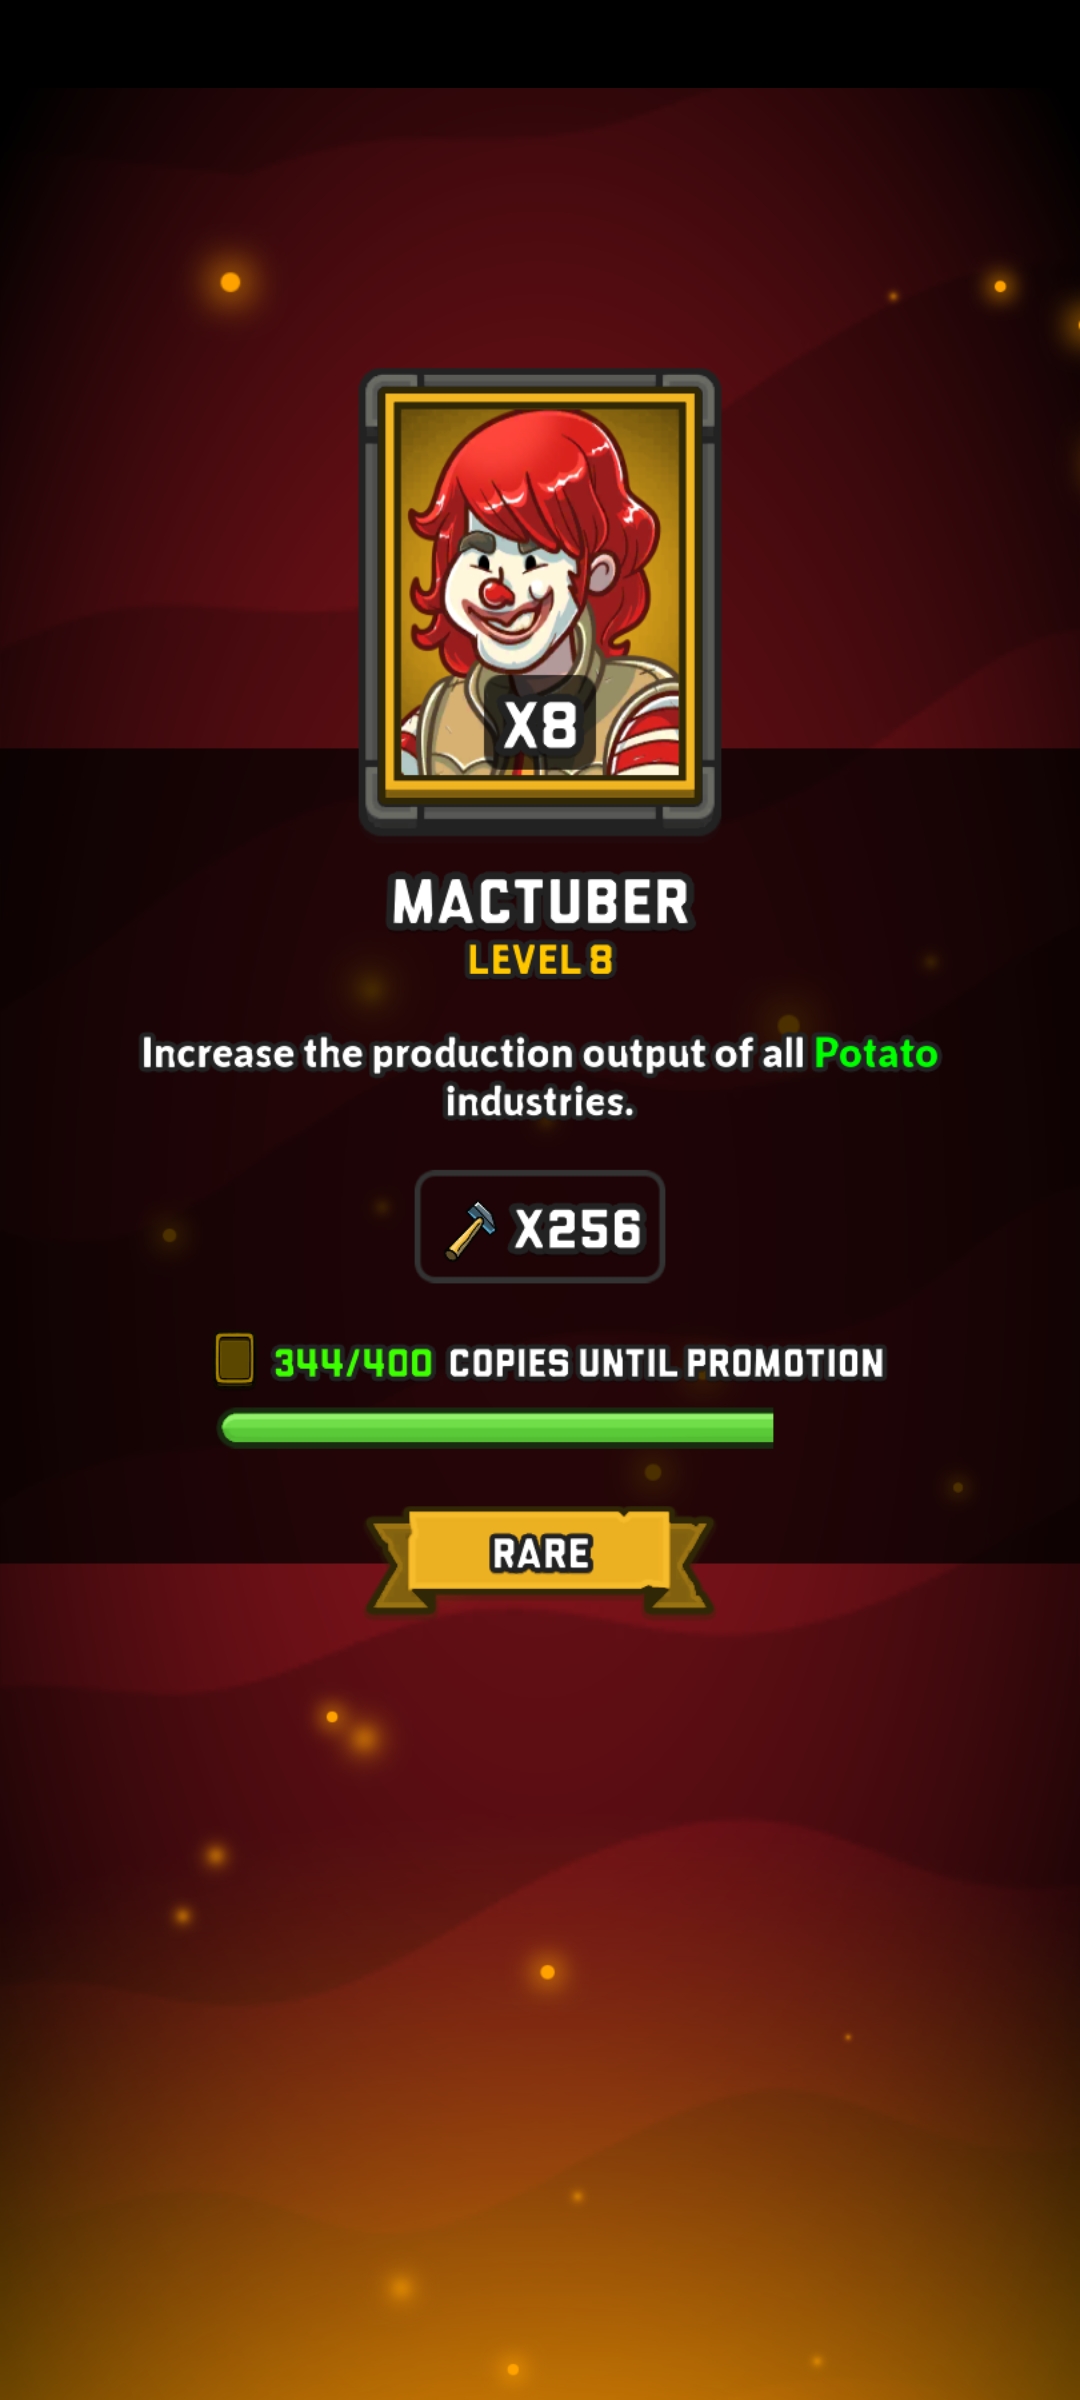 X8
MACTUBER
LEVEL 8
Increase the production output of all Potato
industries.
X256
344/400 COPIES UNTIL PROMOTION
RARE